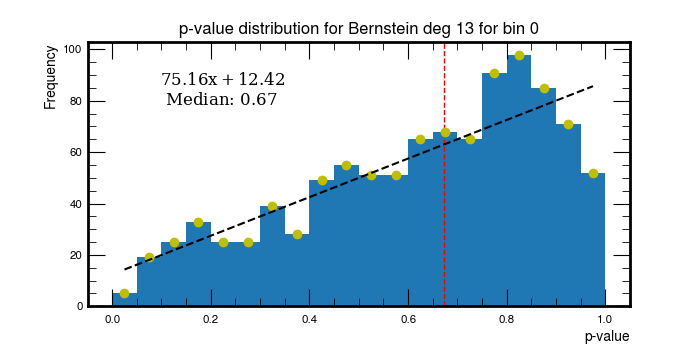 p-value distribution for Bernstein deg 13 for bin 0
Frequency
100
80
60
40
20
0
75.16x + 12.42
Median: 0.67
0.0 0.2 0.4 0.6 0.8 1.0
p-value